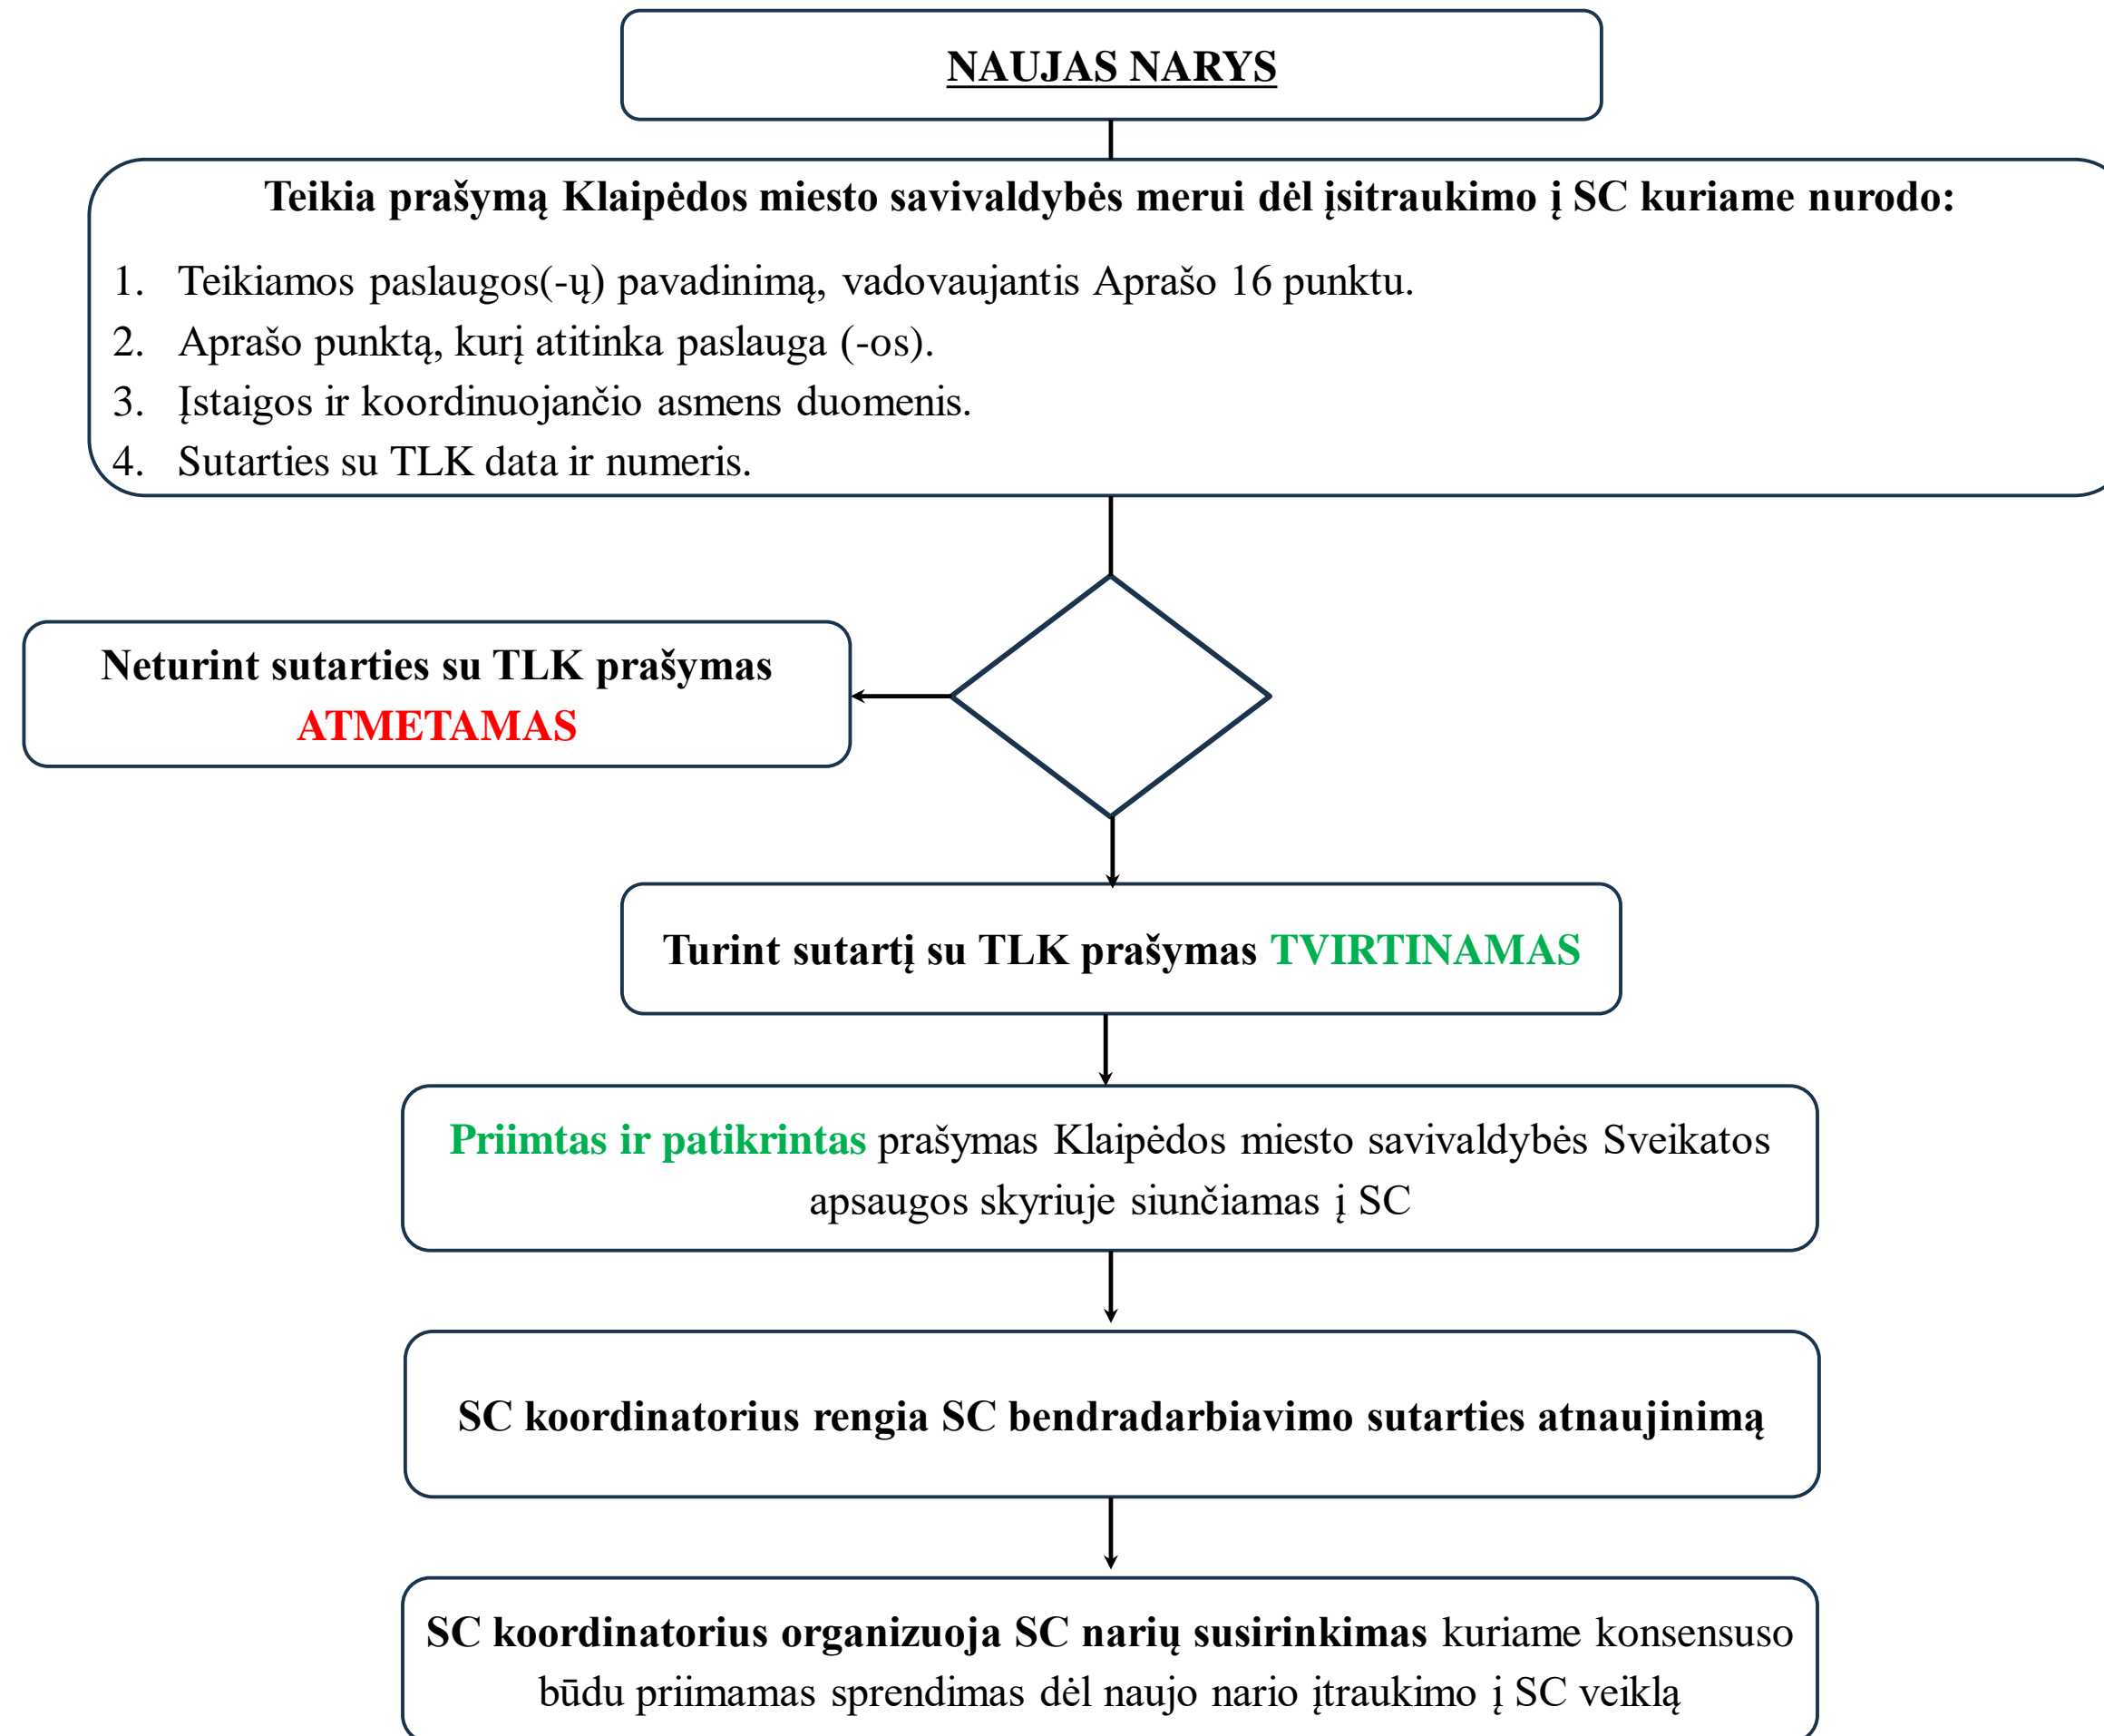 NAUJAS NARYS
Teikia prašymą Klaipėdos miesto savivaldybės merui dėl įsitraukimo į SC kuriame nurodo:
1. Teikiamos paslaugos(-ų) pavadinimą, vadovaujantis Aprašo 16 punktu.
2. Aprašo punktą, kurį atitinka paslauga (-os).
3. Įstaigos ir koordinuojančio asmens duomenis.
4. Sutarties su TLK data ir numeris.
Neturint sutarties su TLK prašymas
ATMETAMAS
Turint sutartį su TLK prašymas TVIRTINAMAS
Priimtas ir patikrintas prašymas Klaipėdos miesto savivaldybės Sveikatos
apsaugos skyriuje siunčiamas į SC
SC koordinatorius rengia SC bendradarbiavimo sutarties atnaujinimą
SC koordinatorius organizuoja SC narių susirinkimas kuriame konsensuso
būdu priimamas sprendimas dėl naujo nario įtraukimo į SC veiklą